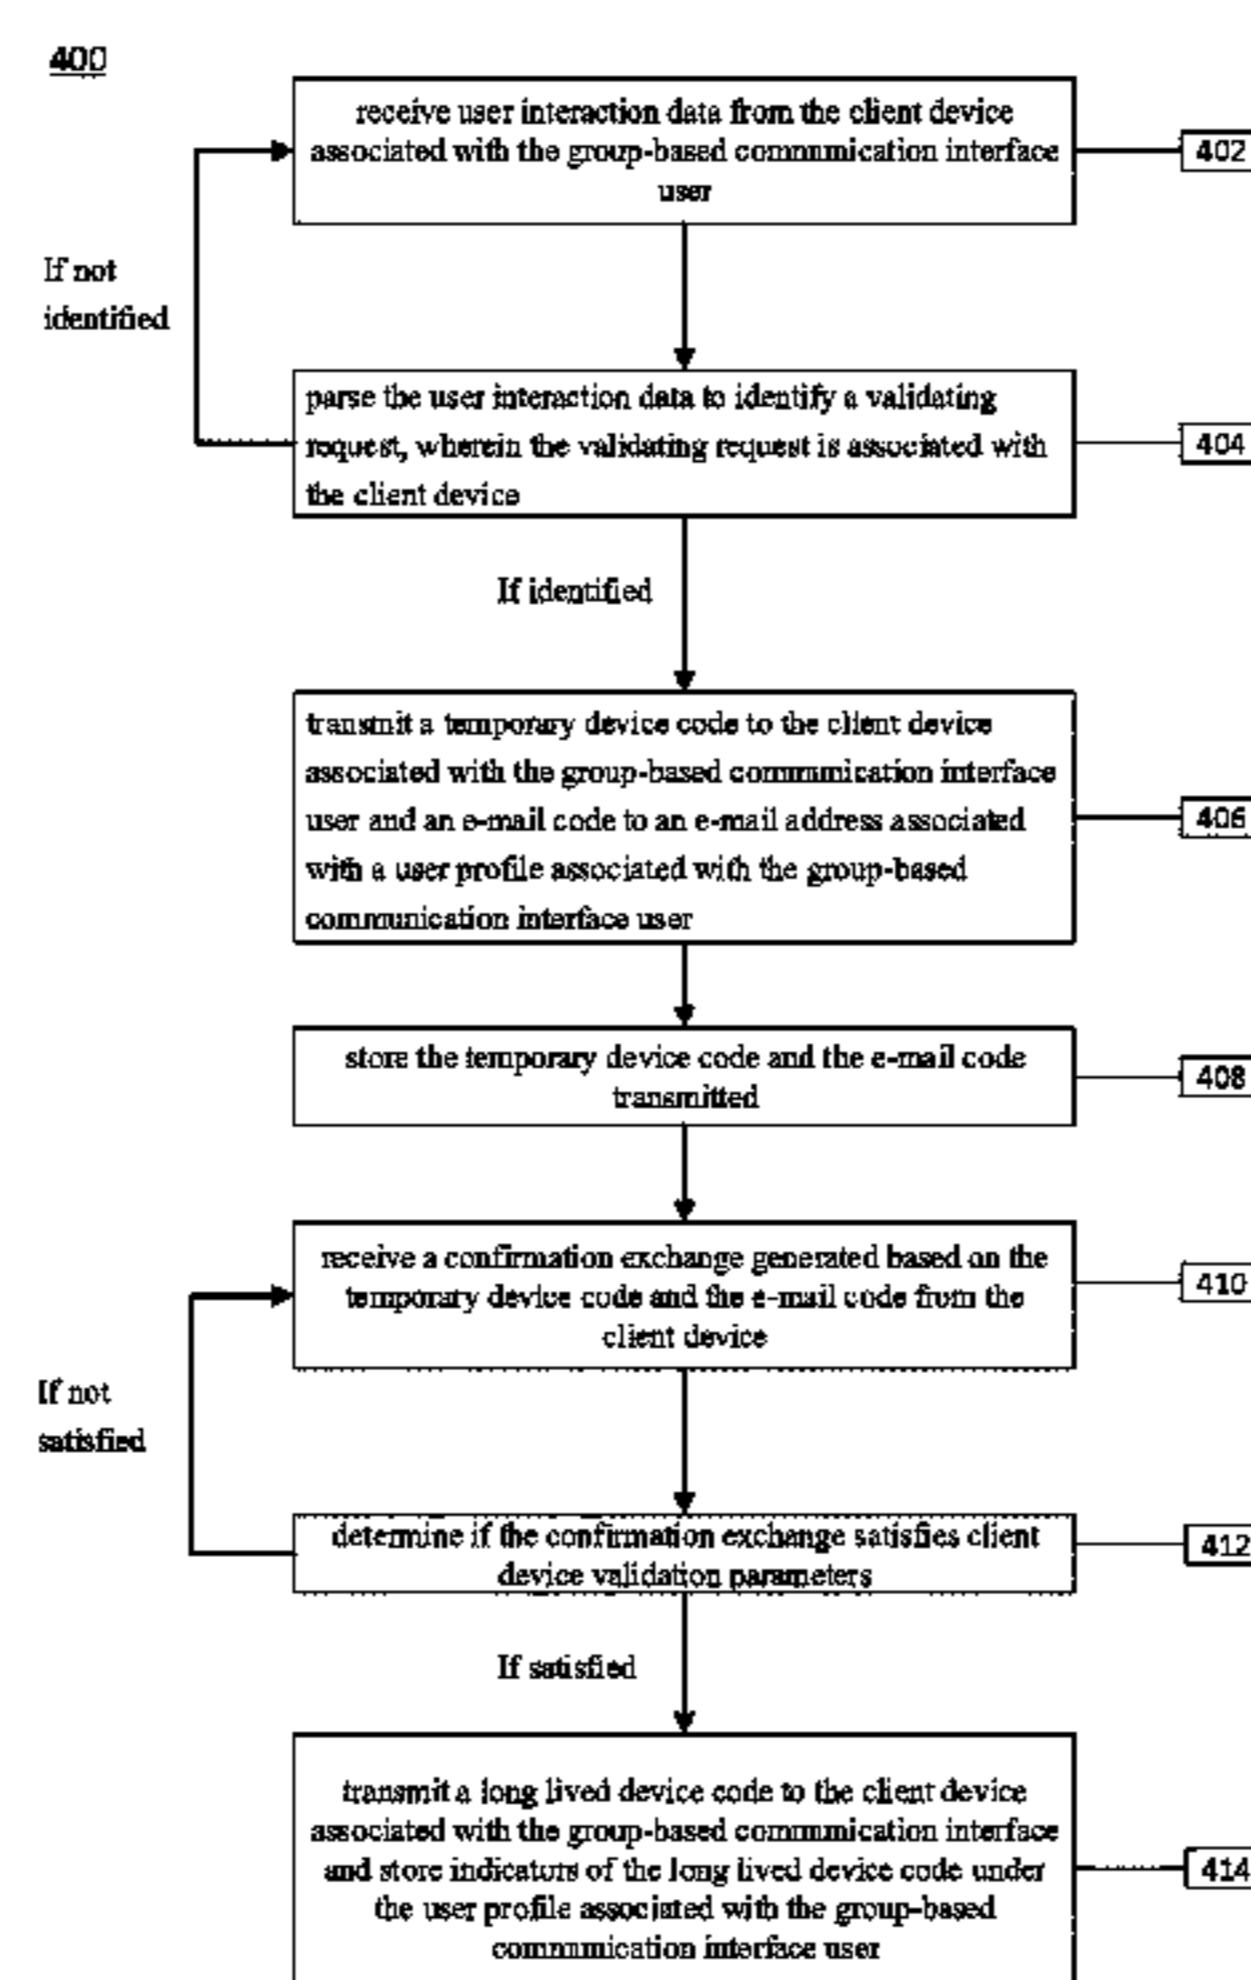 400
receive user interaction data from the client device
associated with the group-based communication interface
user
402
If not
identified
parse the user interaction data to identify a validating
request, wherein the validating request is associated with
the client device
404
If identified
transmit a temporary device code to the client device
associated with the group-based communication interface
user and an e-mail code to an e-mail address associated
with a user profile associated with the group-based
communication interface user
406
store the temporary device code and the e-mail code
transmitted
408
receive a confirmation exchange generated based on the
temporary device code and the e-mail code from the
client device
410
If not
satisfied
determine if the confirmation exchange satisfies client
device validation parameters
412
If satisfied
transmit a long lived device code to the client device
associated with the group-based communication interface
and store indicators of the long lived device code under
the user profile associated with the group-based
communication interface user
414